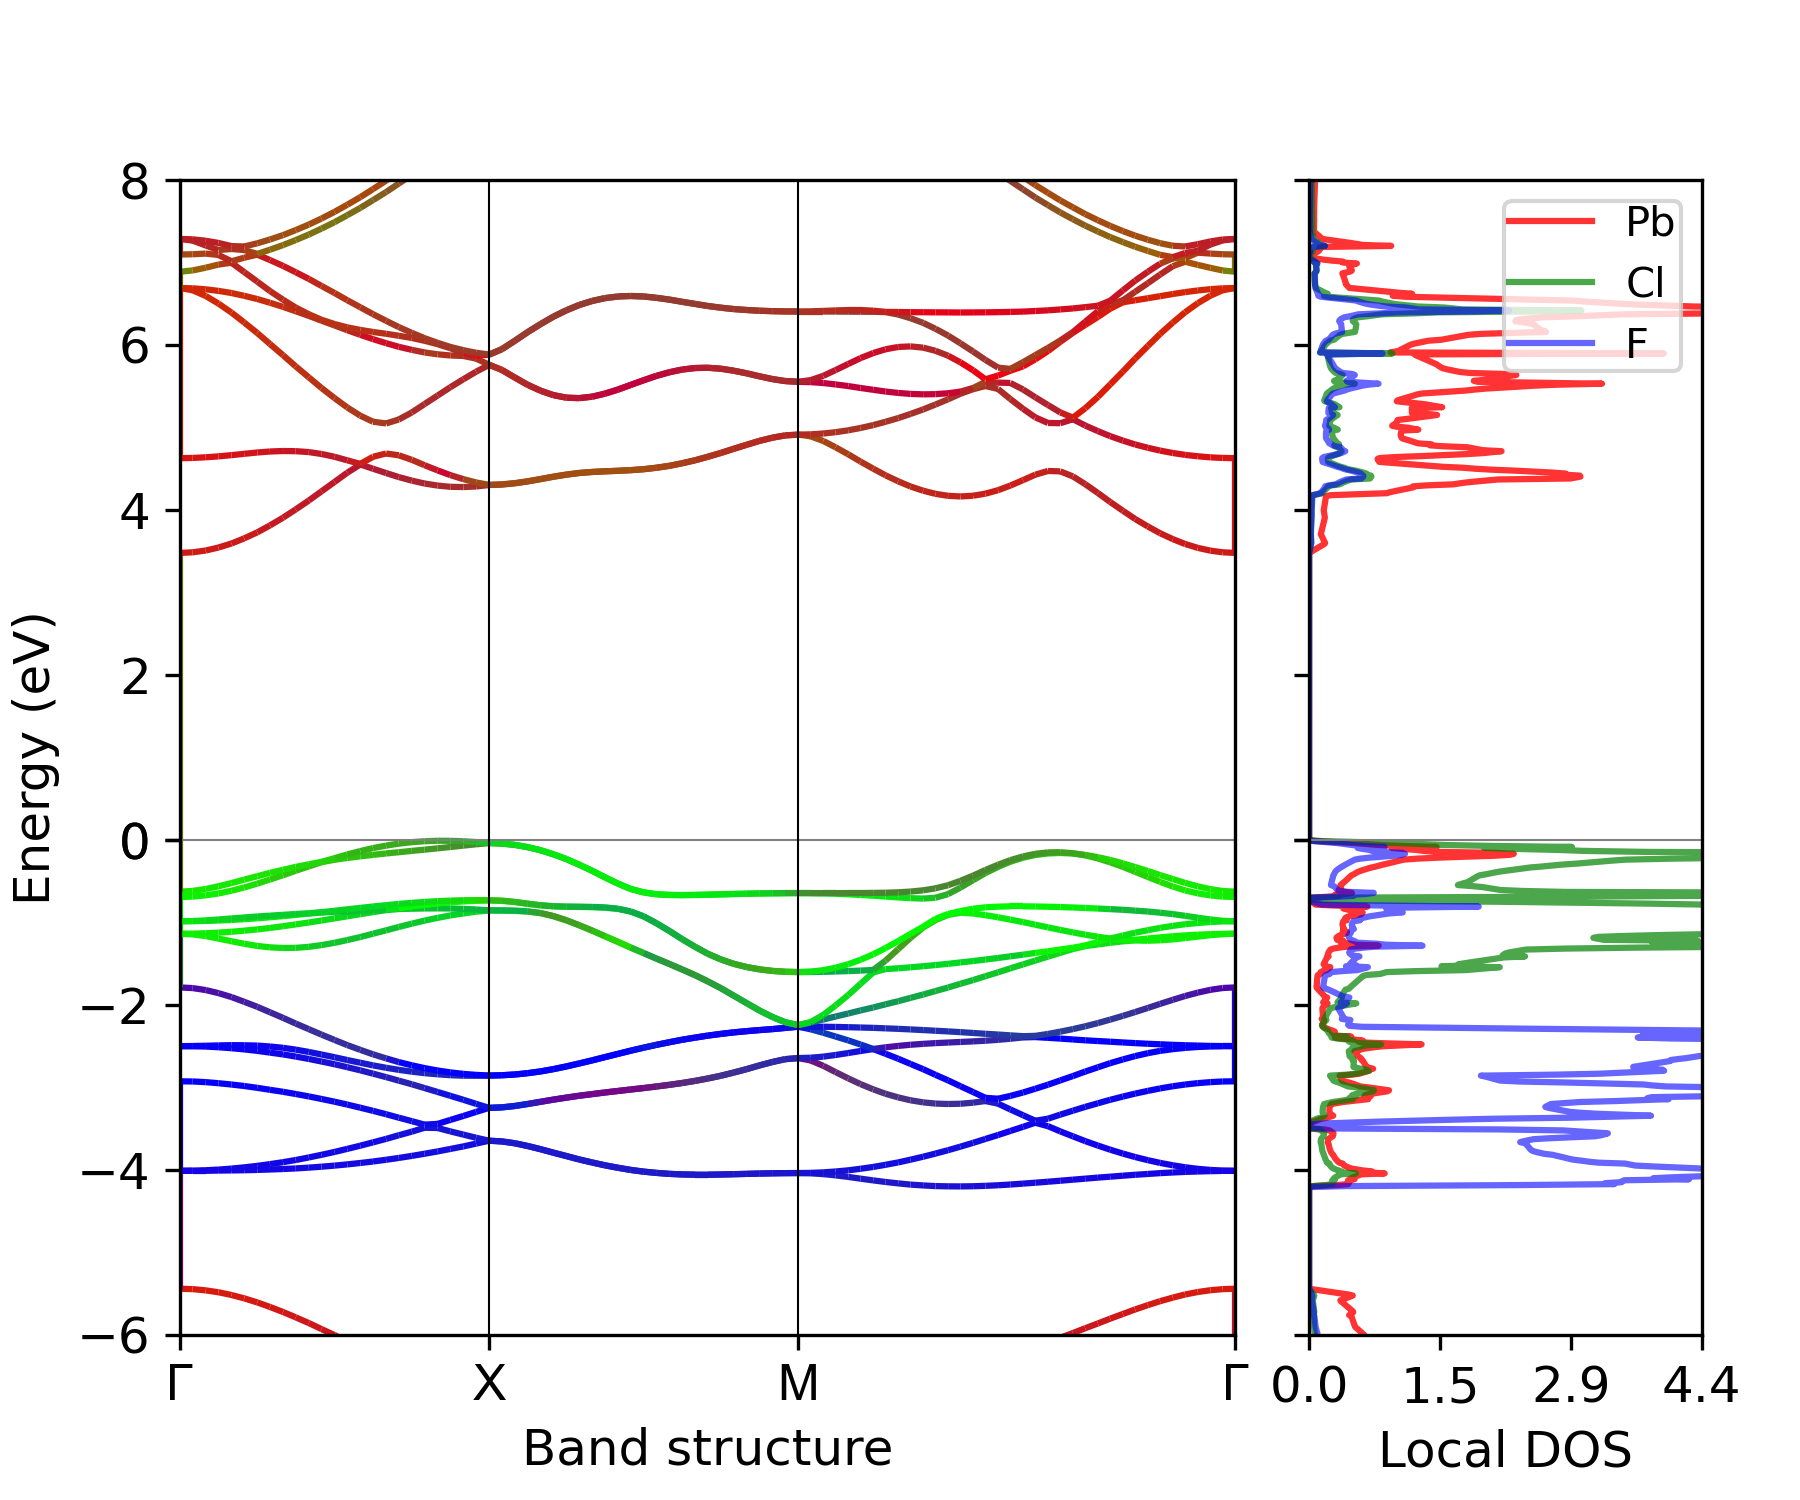 8
6
4
2
0
−2
−4
−6
Energy (eV)
Γ X M Γ
Band structure
Pb
Cl
F
0.0 1.5 2.9 4.4
Local DOS